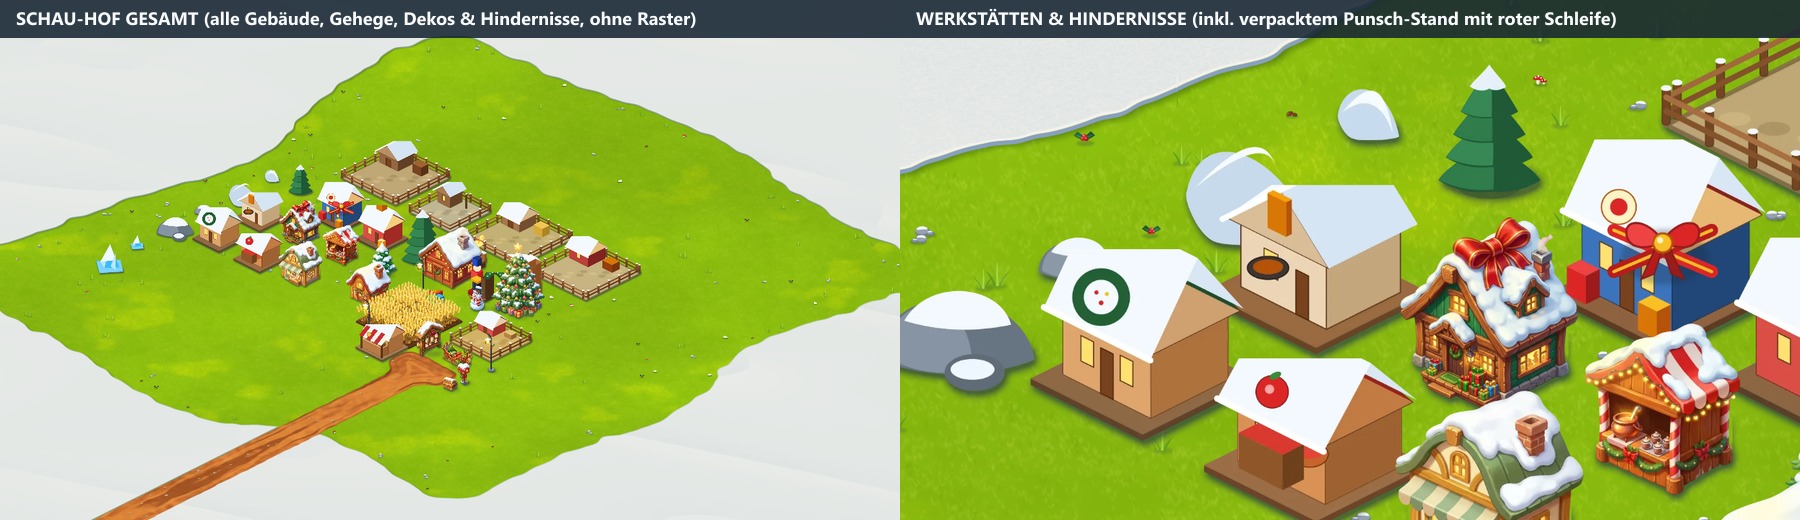 SCHAU-HOF GESAMT (alle Gebäude, Gehege, Dekos & Hindernisse, ohne Raster)
WERKSTÄTTEN & HINDERNISSE (inkl. verpacktem Punsch-Stand mit roter Schleife)